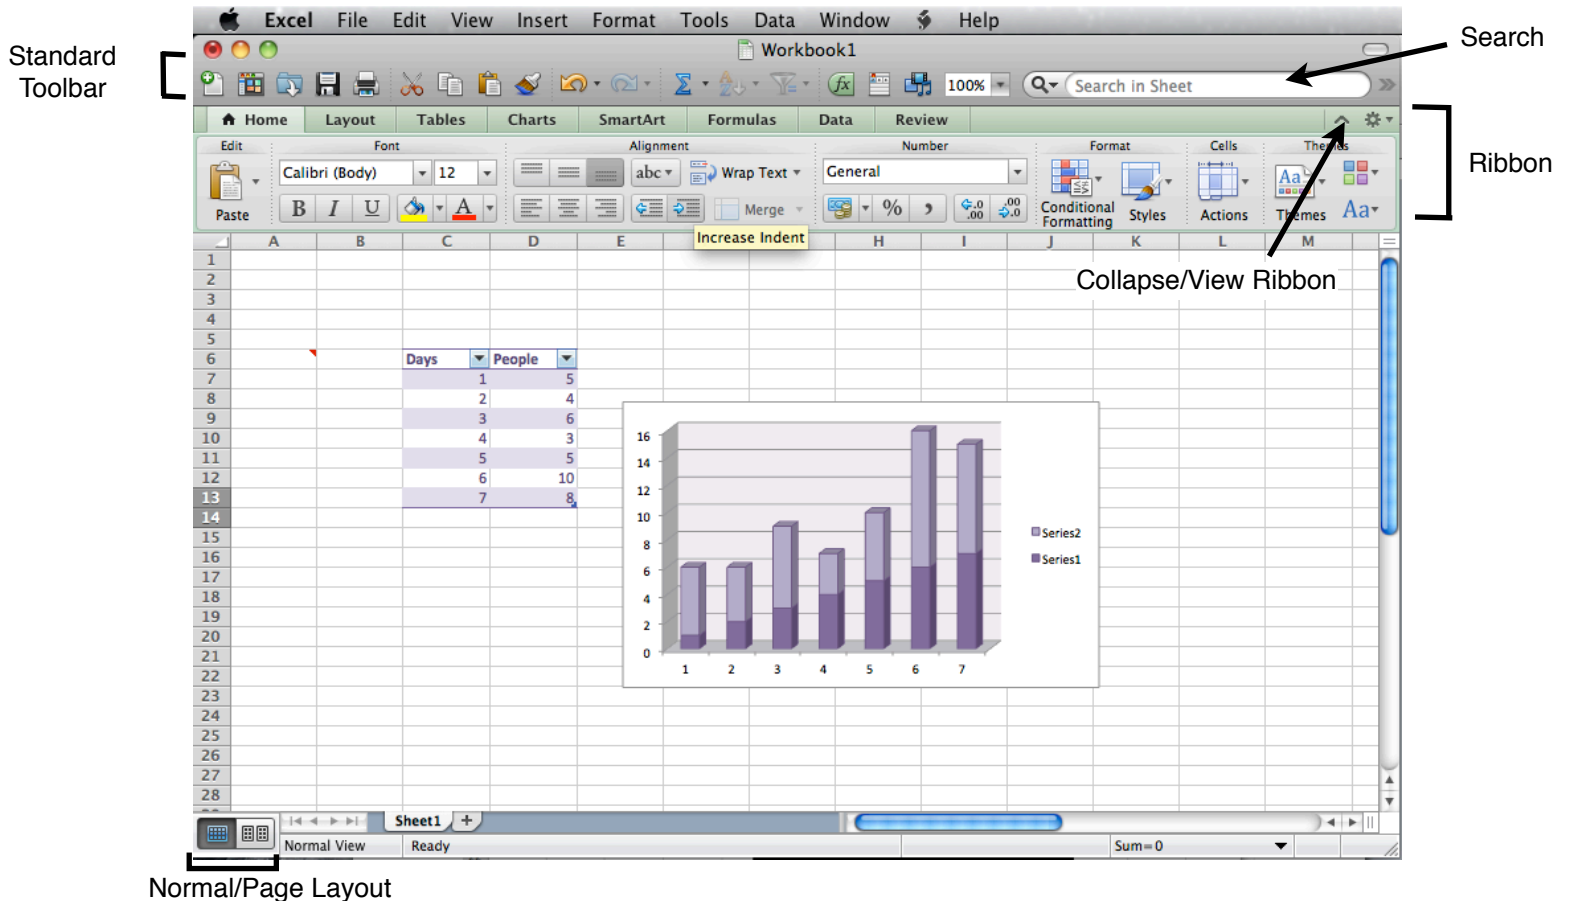 Excel File Edit View Insert Format Tools Data Window Help
Workbook1
Standard
Toolbar
Search
100%
Search in Sheet
Home Layout Tables Charts SmartArt Formulas Data Review
Edit Font Alignment Number Format Cells Themes
Calibri (Body) 12 abc Wrap Text General
Ribbon
Paste B I U A Merge % , .0 .00 .00 .0 Conditional Formatting Styles Actions Themes Aa
Aa
Increase Indent
A B C D E H I J K L M
Collapse/View Ribbon
1
2
3
4
5
6 Days People
7 1 5
8 2 4
9 3 6
10 4 3
11 5 5
12 6 10
13 7 8
14
15
16
17
18
19
20
21
22
23
24
25
26
27
28
16
14
12
10
8
6
4
2
0
1 2 3 4 5 6 7
Series2
Series1
Sheet1
Normal View Ready Sum=0
Normal/Page Layout